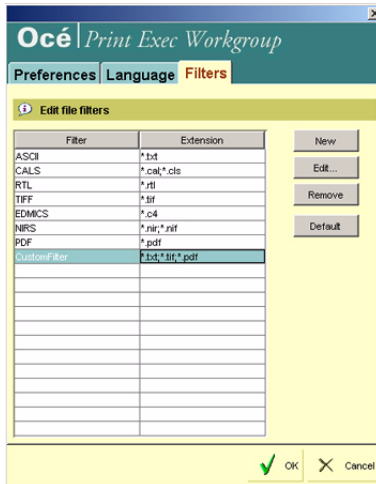 Océ Print Exec Workgroup
Preferences Language Filters
Edit file filters
Filter Extension
ASCII *.txt
CALS *.cal;*.cls
RTL *.rtl
TIFF *.tif
EDMICS *.c4
NIRS *.nir;*.nif
PDF *.pdf
CustomFilter *.txt;*.tif;*.pdf
New
Edit...
Remove
Default
OK Cancel